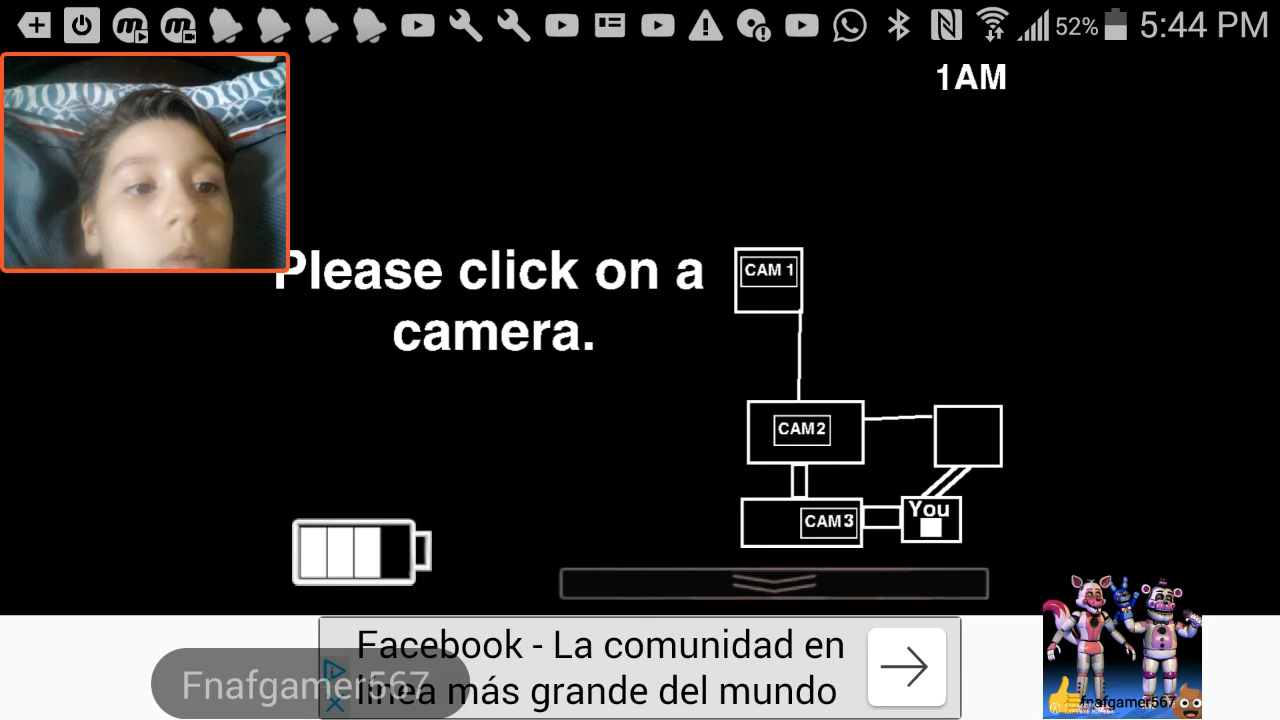 52% 5:44 PM
1AM
Please click on a
camera.
CAM 1
CAM2
CAM3
You
Facebook - La comunidad en
línea más grande del mundo
Fnafgamer567
fnafgamer567